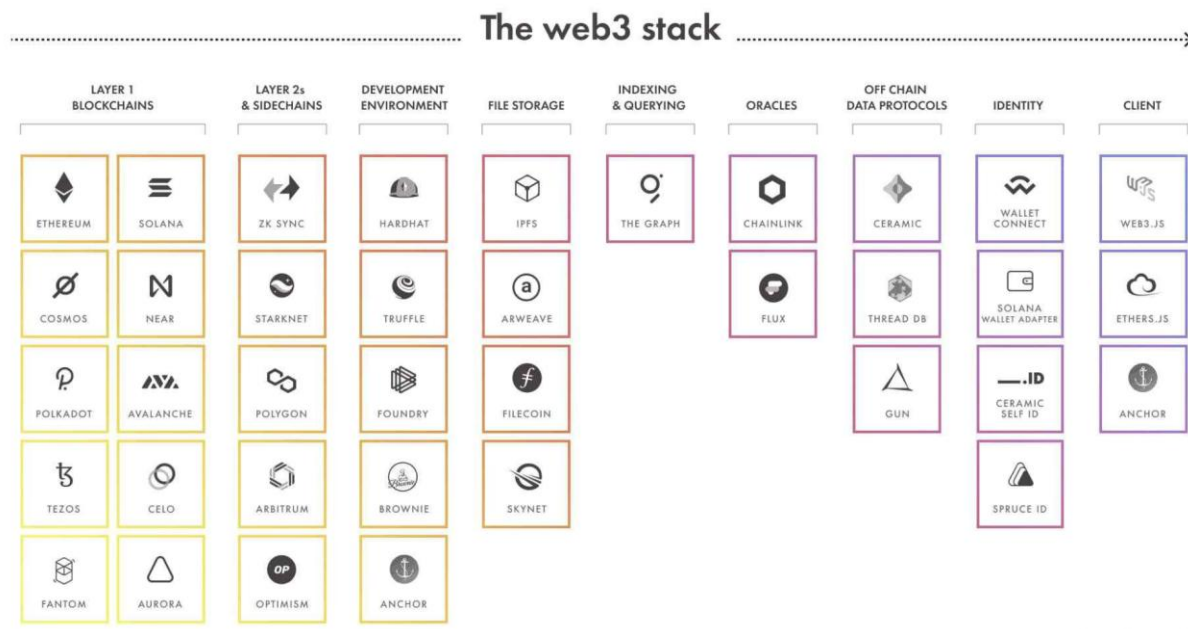 The web3 stack
LAYER 1
BLOCKCHAINS
LAYER 2s
& SIDECHAINS
DEVELOPMENT
ENVIRONMENT
FILE STORAGE
INDEXING
& QUERYING
ORACLES
OFF CHAIN
DATA PROTOCOLS
IDENTITY
CLIENT
ETHEREUM
SOLANA
ZK SYNC
HARDHAT
IPFS
THE GRAPH
CHAINLINK
CERAMIC
WALLET
CONNECT
W3JS
WEB3.JS
COSMOS
NEAR
STARKNET
TRUFFLE
a
ARWEAVE
FLUX
THREAD DB
SOLANA
WALLET ADAPTER
ETHERS.JS
POLKADOT
AVALANCHE
POLYGON
FOUNDRY
FILECOIN
GUN
.ID
CERAMIC
SELF ID
ANCHOR
TEZOS
CELO
ARBITRUM
BROWNIE
SKYNET
SPRUCE ID
FANTOM
AURORA
OP
OPTIMISM
ANCHOR